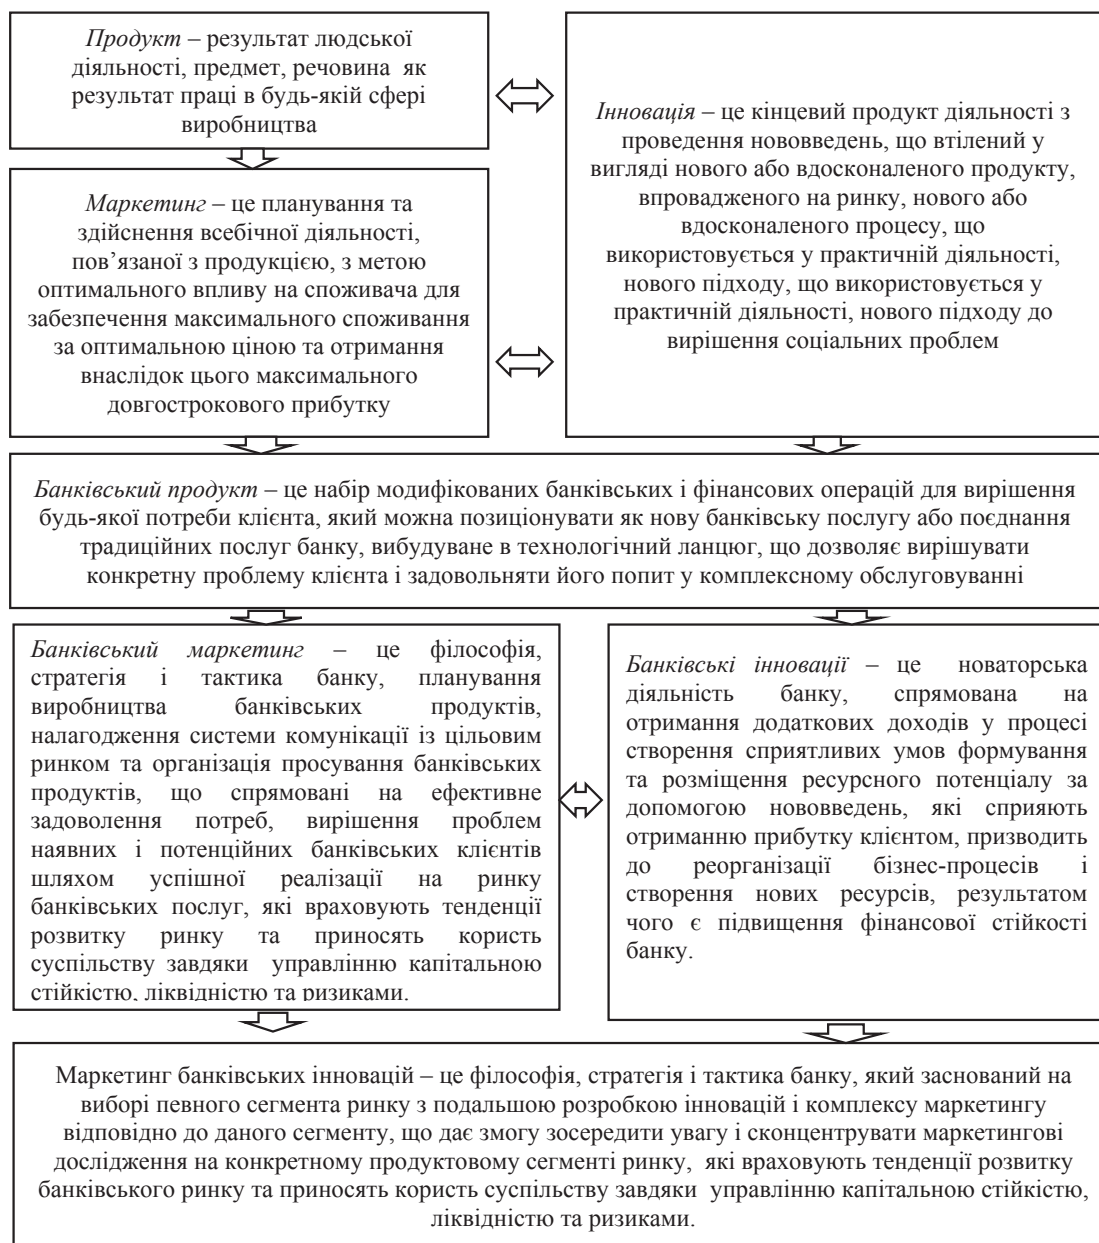 Продукт – результат людської
діяльності, предмет, речовина як
результат праці в будь-якій сфері
виробництва
Інновація – це кінцевий продукт діяльності з
проведення нововведень, що втілений у
вигляді нового або вдосконаленого продукту,
впровадженого на ринку, нового або
вдосконаленого процесу, що
використовується у практичній діяльності,
нового підходу, що використовується у
практичній діяльності, нового підходу до
вирішення соціальних проблем
Маркетинг – це планування та
здійснення всебічної діяльності,
пов’язаної з продукцією, з метою
оптимального впливу на споживача для
забезпечення максимального споживання
за оптимальною ціною та отримання
внаслідок цього максимального
довгострокового прибутку
Банківський продукт – це набір модифікованих банківських і фінансових операцій для вирішення
будь-якої потреби клієнта, який можна позиціонувати як нову банківську послугу або поєднання
традиційних послуг банку, вибудуване в технологічний ланцюг, що дозволяє вирішувати
конкретну проблему клієнта і задовольняти його попит у комплексному обслуговуванні
Банківський маркетинг – це філософія,
стратегія і тактика банку, планування
виробництва банківських продуктів,
налагодження системи комунікації із цільовим
ринком та організація просування банківських
продуктів, що спрямовані на ефективне
задоволення потреб, вирішення проблем
наявних і потенційних банківських клієнтів
шляхом успішної реалізації на ринку
банківських послуг, які враховують тенденції
розвитку ринку та приносять користь
суспільству завдяки управлінню капітальною
стійкістю, ліквідністю та ризиками.
Банківські інновації – це новаторська
діяльність банку, спрямована на
отримання додаткових доходів у процесі
створення сприятливих умов формування
та розміщення ресурсного потенціалу за
допомогою нововведень, які сприяють
отриманню прибутку клієнтом, призводить
до реорганізації бізнес-процесів і
створення нових ресурсів, результатом
чого є підвищення фінансової стійкості
банку.
Маркетинг банківських інновацій – це філософія, стратегія і тактика банку, який заснований на
виборі певного сегмента ринку з подальшою розробкою інновацій і комплексу маркетингу
відповідно до даного сегменту, що дає змогу зосередити увагу і сконцентрувати маркетингові
дослідження на конкретному продуктовому сегменті ринку, які враховують тенденції розвитку
банківського ринку та приносять користь суспільству завдяки управлінню капітальною стійкістю,
ліквідністю та ризиками.